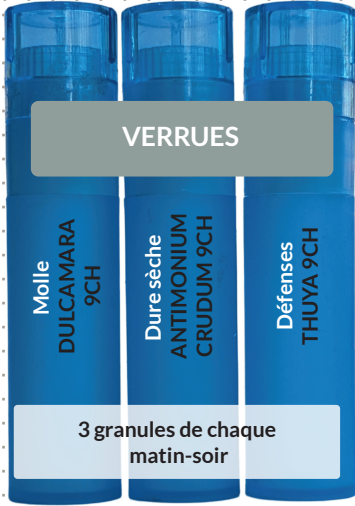 VERRUES
Molle
DULCAMARA
9CH
Dure sèche
ANTIMONIUM
CRUDUM 9CH
Défenses
THUYA 9CH
3 granules de chaque
matin-soir